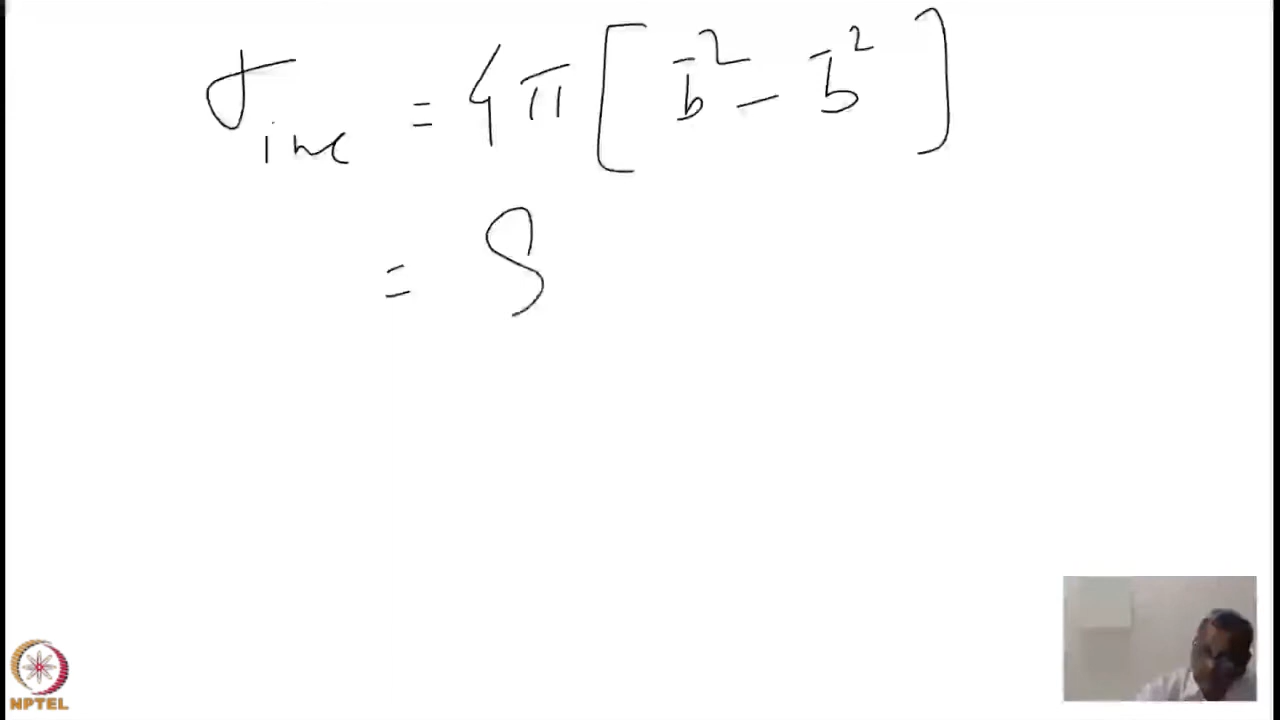 σ_inc = 4π [ b̄² − b̄² ]
=
NPTEL